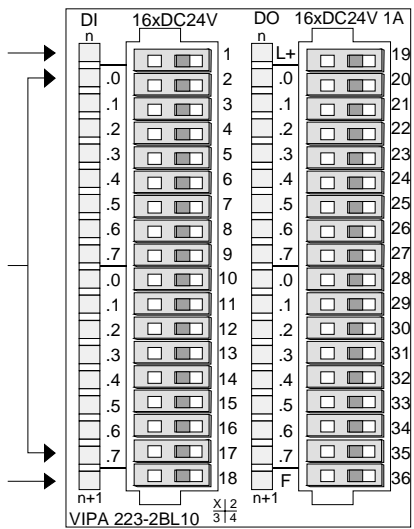 DI 16xDC24V DO 16xDC24V 1A
n n
1 L+ 19
.0 2 .0 20
.1 3 .1 21
.2 4 .2 22
.3 5 .3 23
.4 6 .4 24
.5 7 .5 25
.6 8 .6 26
.7 9 .7 27
.0 10 .0 28
.1 11 .1 29
.2 12 .2 30
.3 13 .3 31
.4 14 .4 32
.5 15 .5 33
.6 16 .6 34
.7 17 .7 35
18 F 36
n+1 n+1
VIPA 223-2BL10 X 2
3 4